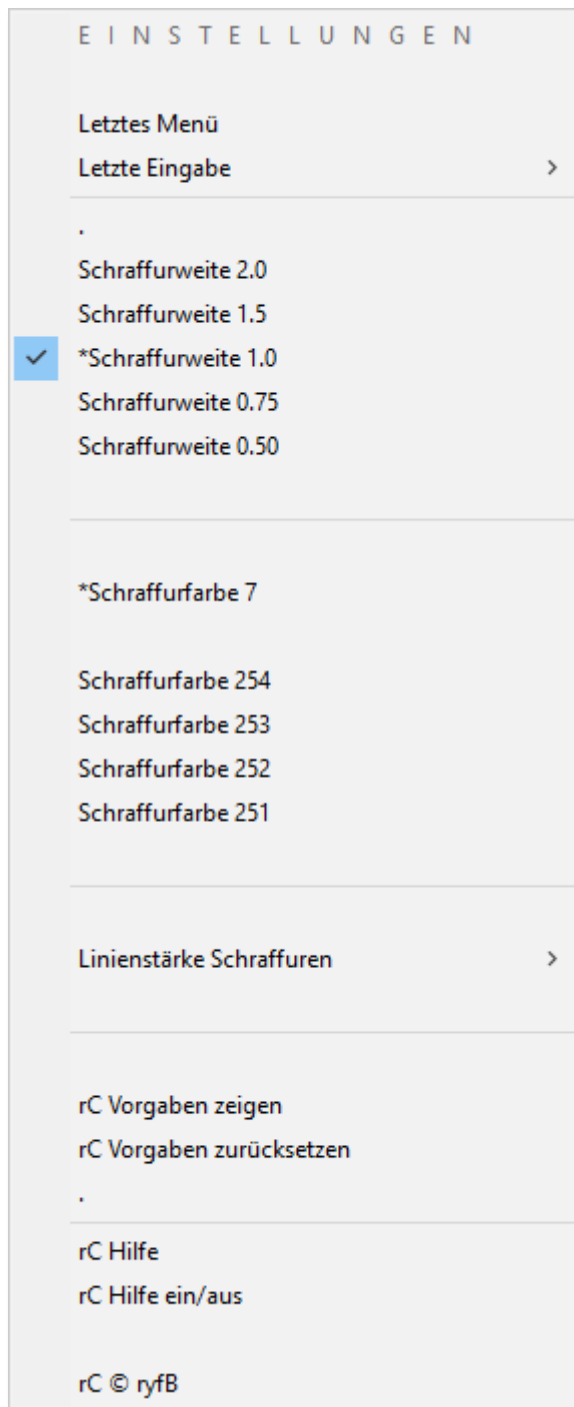 E I N S T E L L U N G E N
Letztes Menü
Letzte Eingabe
.
Schraffurweite 2.0
Schraffurweite 1.5
*Schraffurweite 1.0
Schraffurweite 0.75
Schraffurweite 0.50
*Schraffurfarbe 7
Schraffurfarbe 254
Schraffurfarbe 253
Schraffurfarbe 252
Schraffurfarbe 251
Linienstärke Schraffuren
rC Vorgaben zeigen
rC Vorgaben zurücksetzen
.
rC Hilfe
rC Hilfe ein/aus
rC © ryfB